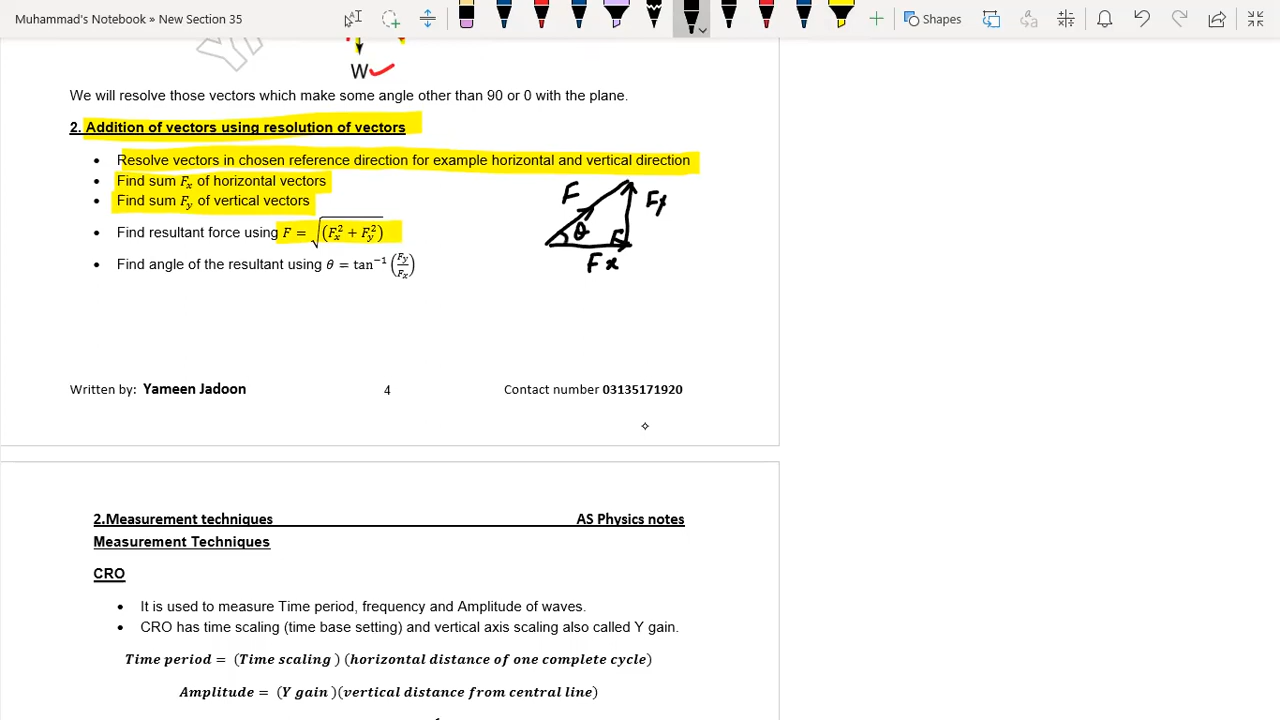 Muhammad's Notebook » New Section 35
Shapes
W
We will resolve those vectors which make some angle other than 90 or 0 with the plane.
2. Addition of vectors using resolution of vectors
• Resolve vectors in chosen reference direction for example horizontal and vertical direction
• Find sum Fₓ of horizontal vectors
• Find sum F_y of vertical vectors
F
Fy
• Find resultant force using F = √(Fₓ² + F_y²)
θ
• Find angle of the resultant using θ = tan⁻¹ (F_y/Fₓ)
Fx
Written by: Yameen Jadoon 4 Contact number 03135171920
2.Measurement techniques AS Physics notes
Measurement Techniques
CRO
• It is used to measure Time period, frequency and Amplitude of waves.
• CRO has time scaling (time base setting) and vertical axis scaling also called Y gain.
Time period = (Time scaling )(horizontal distance of one complete cycle)
Amplitude = (Y gain )(vertical distance from central line)